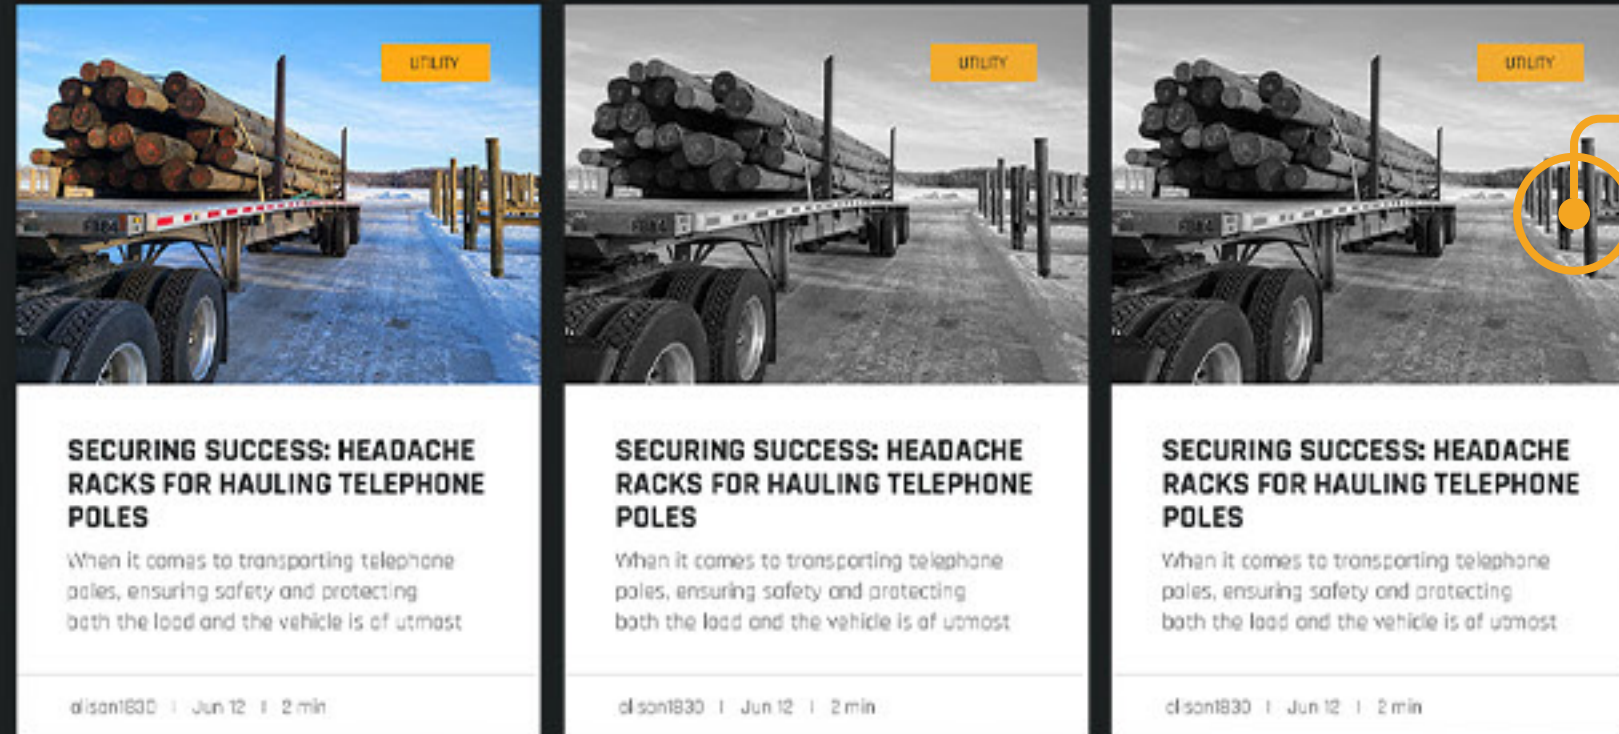 UTILITY
SECURING SUCCESS: HEADACHE
RACKS FOR HAULING TELEPHONE
POLES
When it comes to transporting telephone
poles, ensuring safety and protecting
both the load and the vehicle is of utmost
alison1830 | Jun 12 | 2 min
UTILITY
SECURING SUCCESS: HEADACHE
RACKS FOR HAULING TELEPHONE
POLES
When it comes to transporting telephone
poles, ensuring safety and protecting
both the load and the vehicle is of utmost
alison1830 | Jun 12 | 2 min
UTILITY
SECURING SUCCESS: HEADACHE
RACKS FOR HAULING TELEPHONE
POLES
When it comes to transporting telephone
poles, ensuring safety and protecting
both the load and the vehicle is of utmost
alison1830 | Jun 12 | 2 min